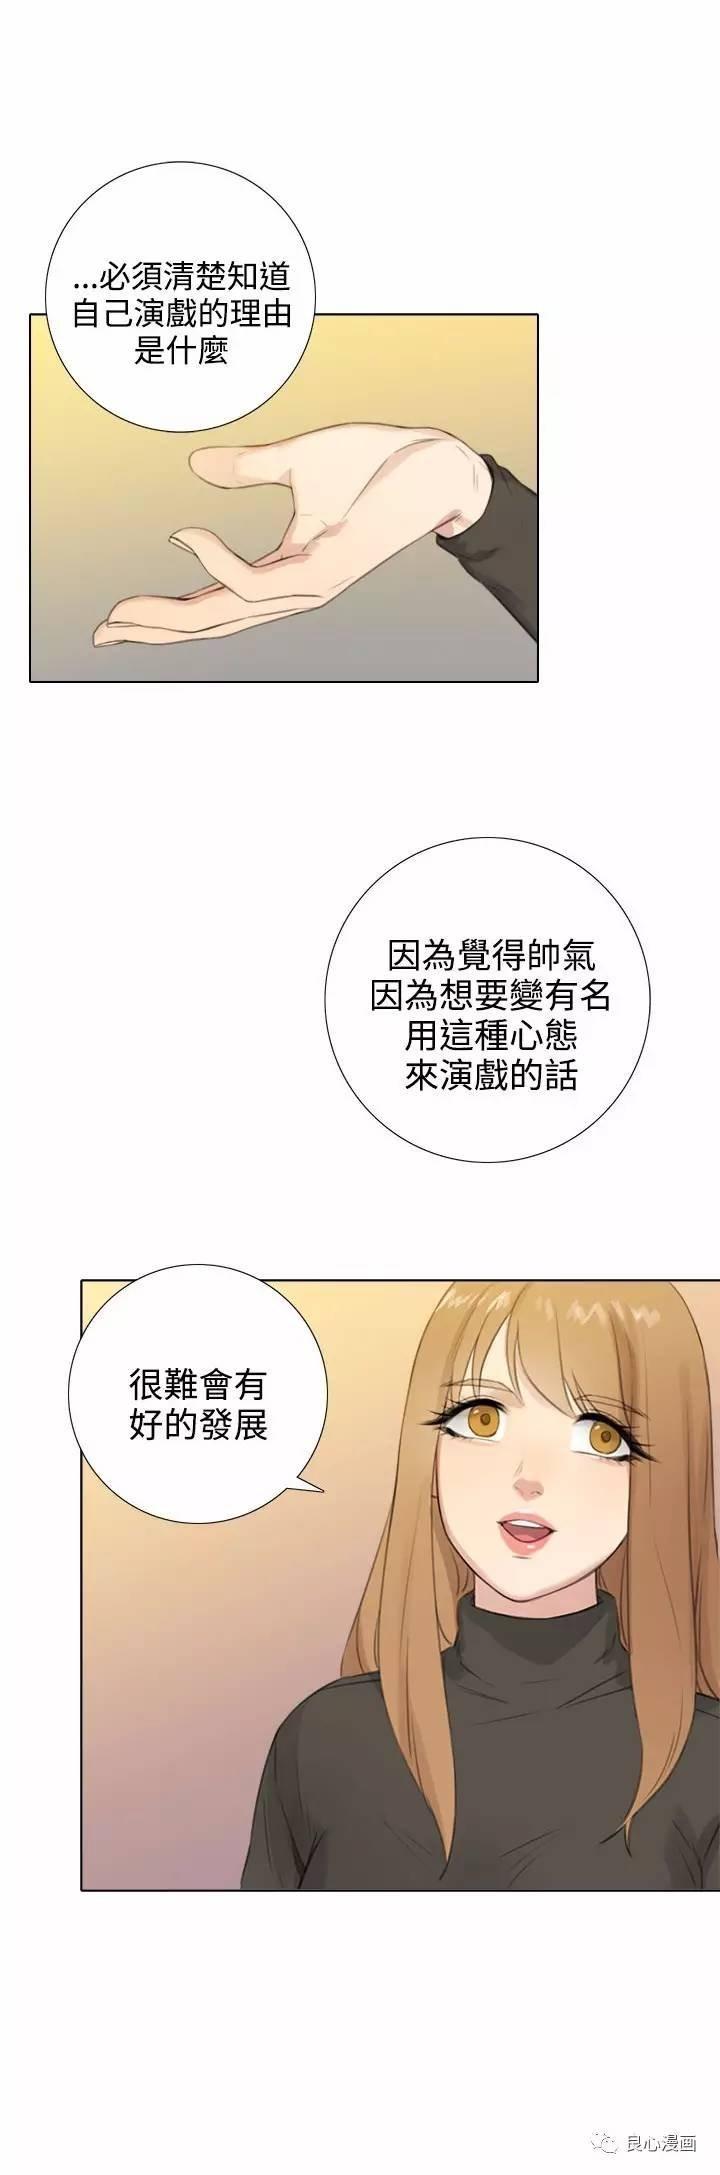 ...必須清楚知道
自己演戲的理由
是什麼
因為覺得帥氣
因為想要變有名
用這種心態
來演戲的話
很難會有
好的發展
良心漫画